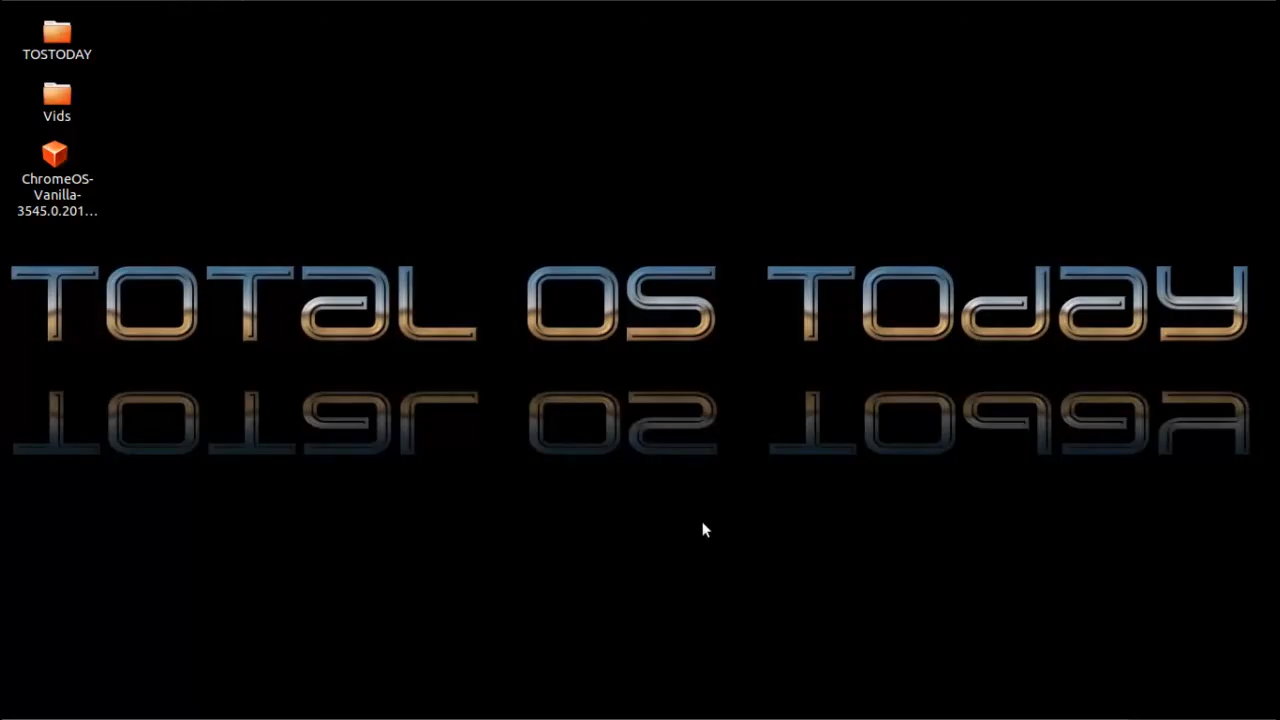 TOSTODAY
Vids
ChromeOS-
Vanilla-
3545.0.201...
TOTaL OS TOdaY